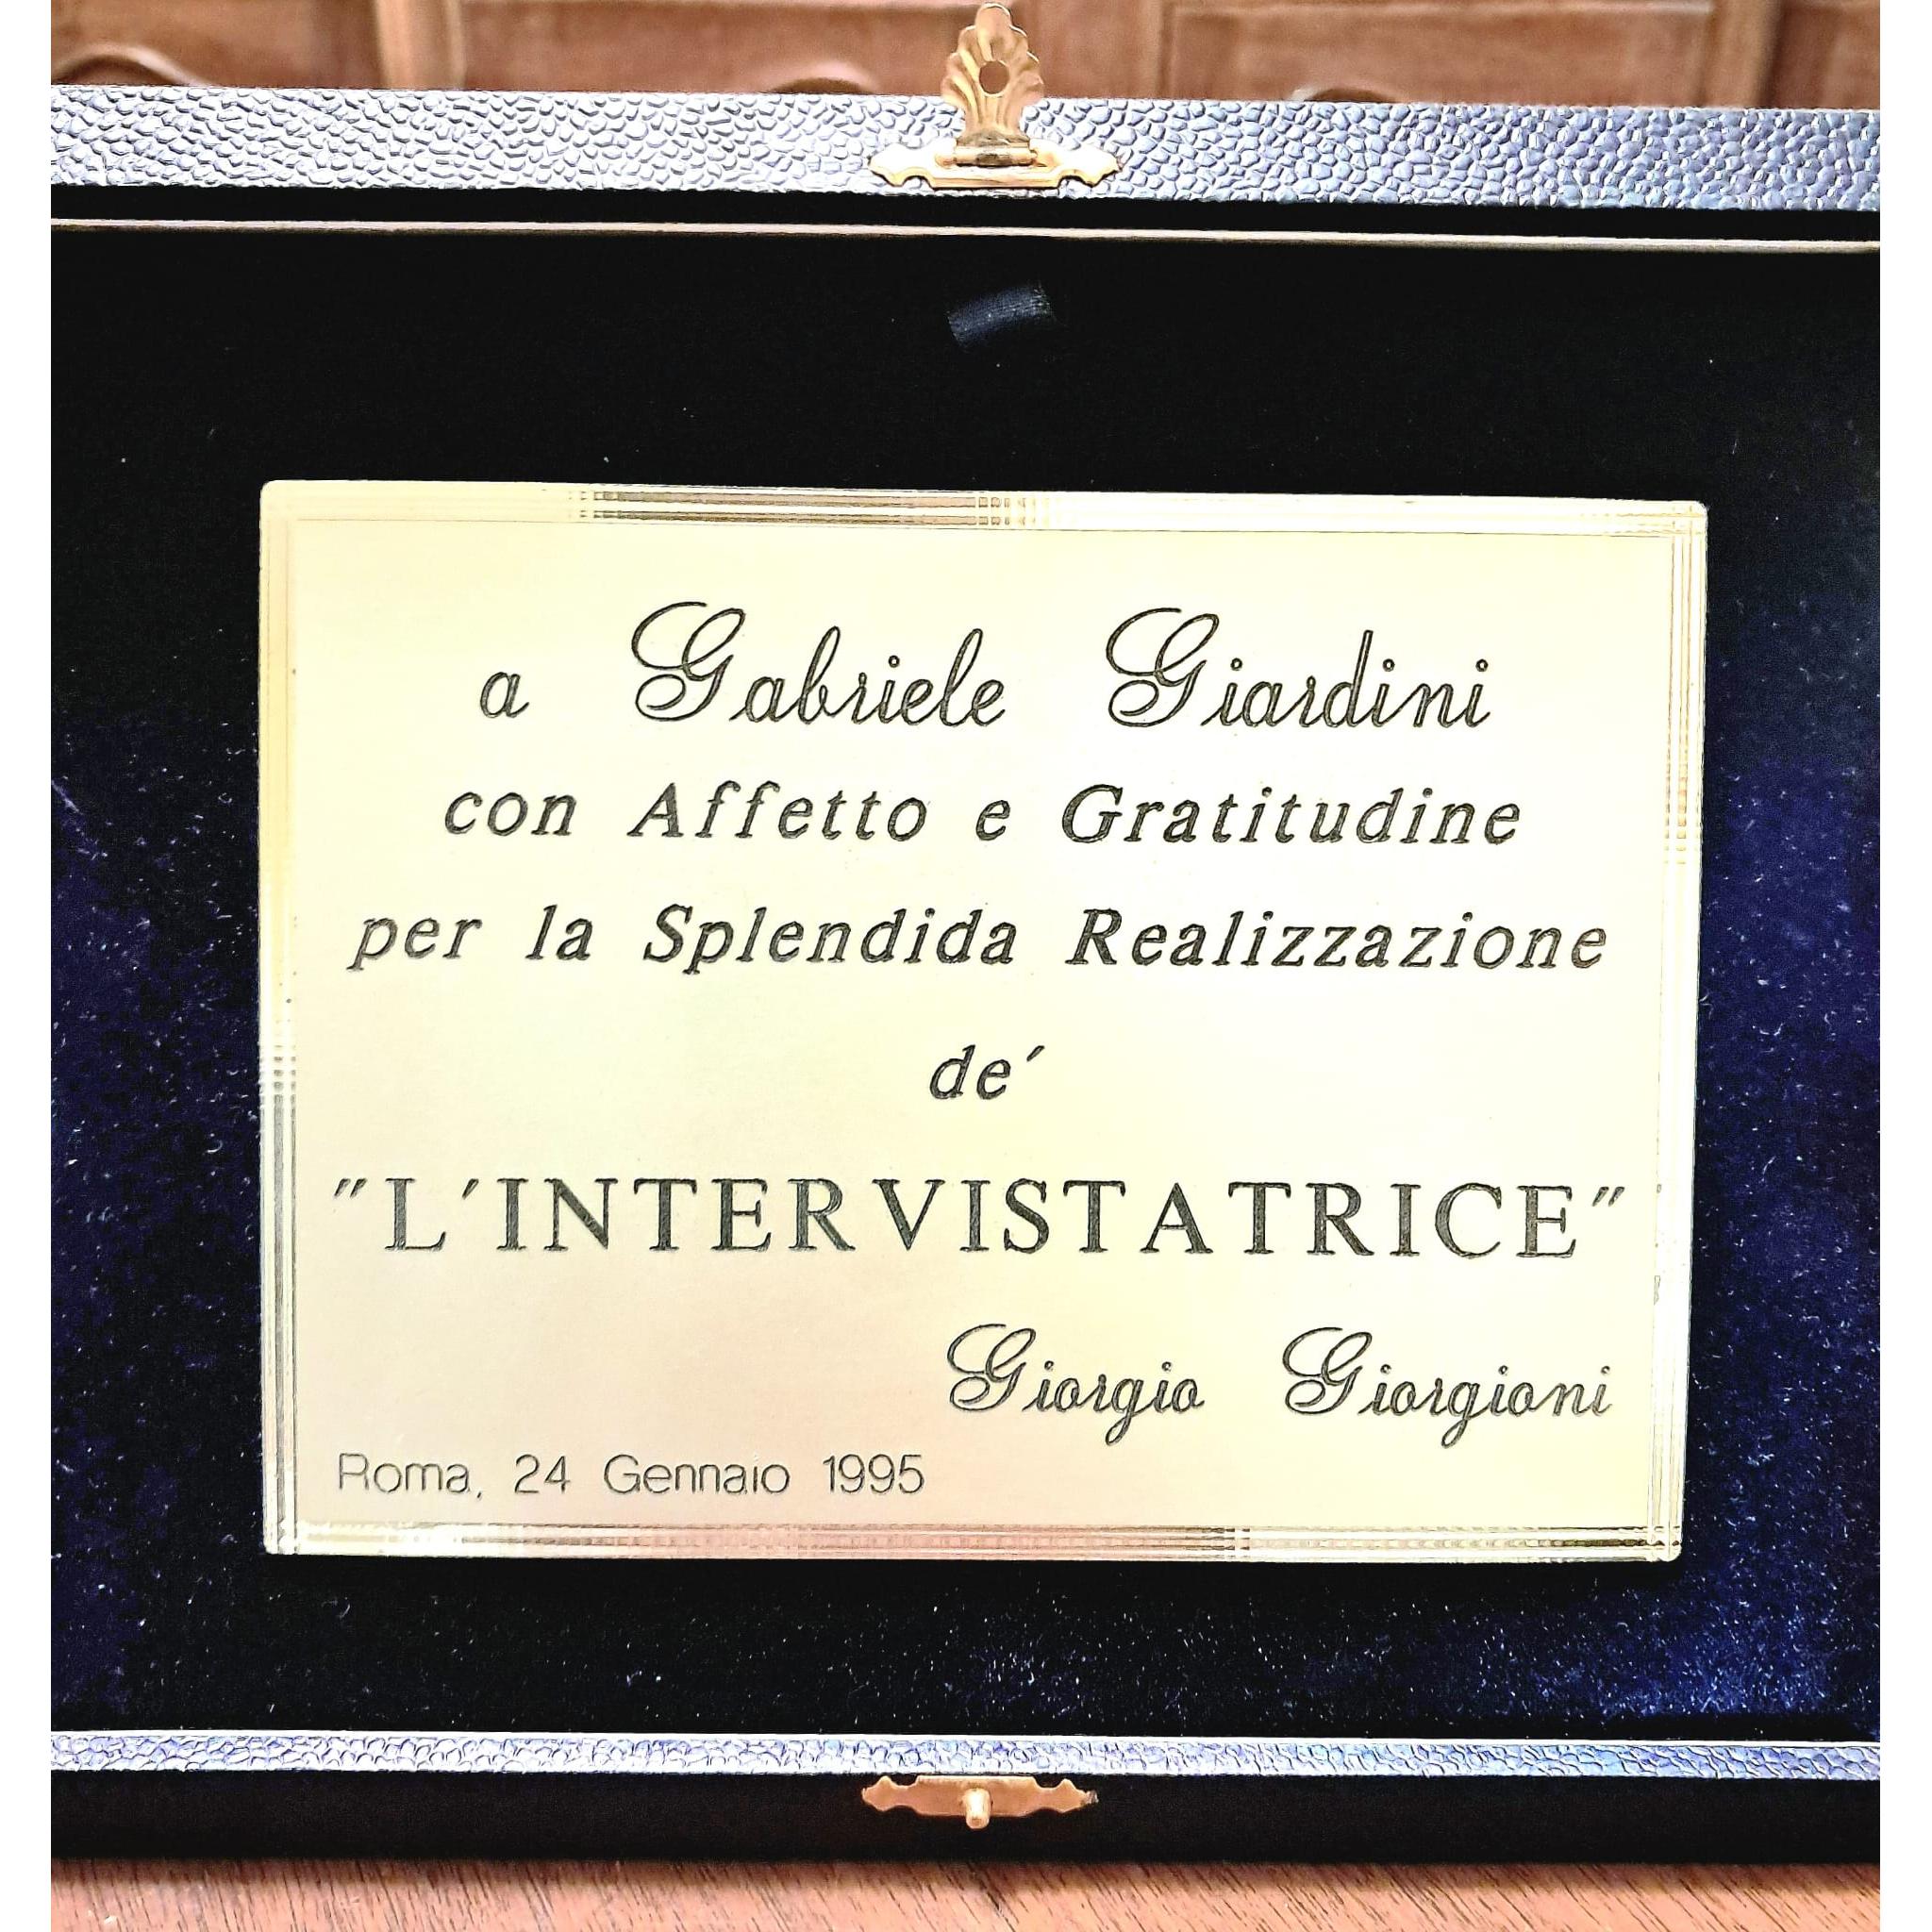 a Gabriele Giardini
con Affetto e Gratitudine
per la Splendida Realizzazione
de´
"L´INTERVISTATRICE"
Giorgio Giorgioni
Roma, 24 Gennaio 1995